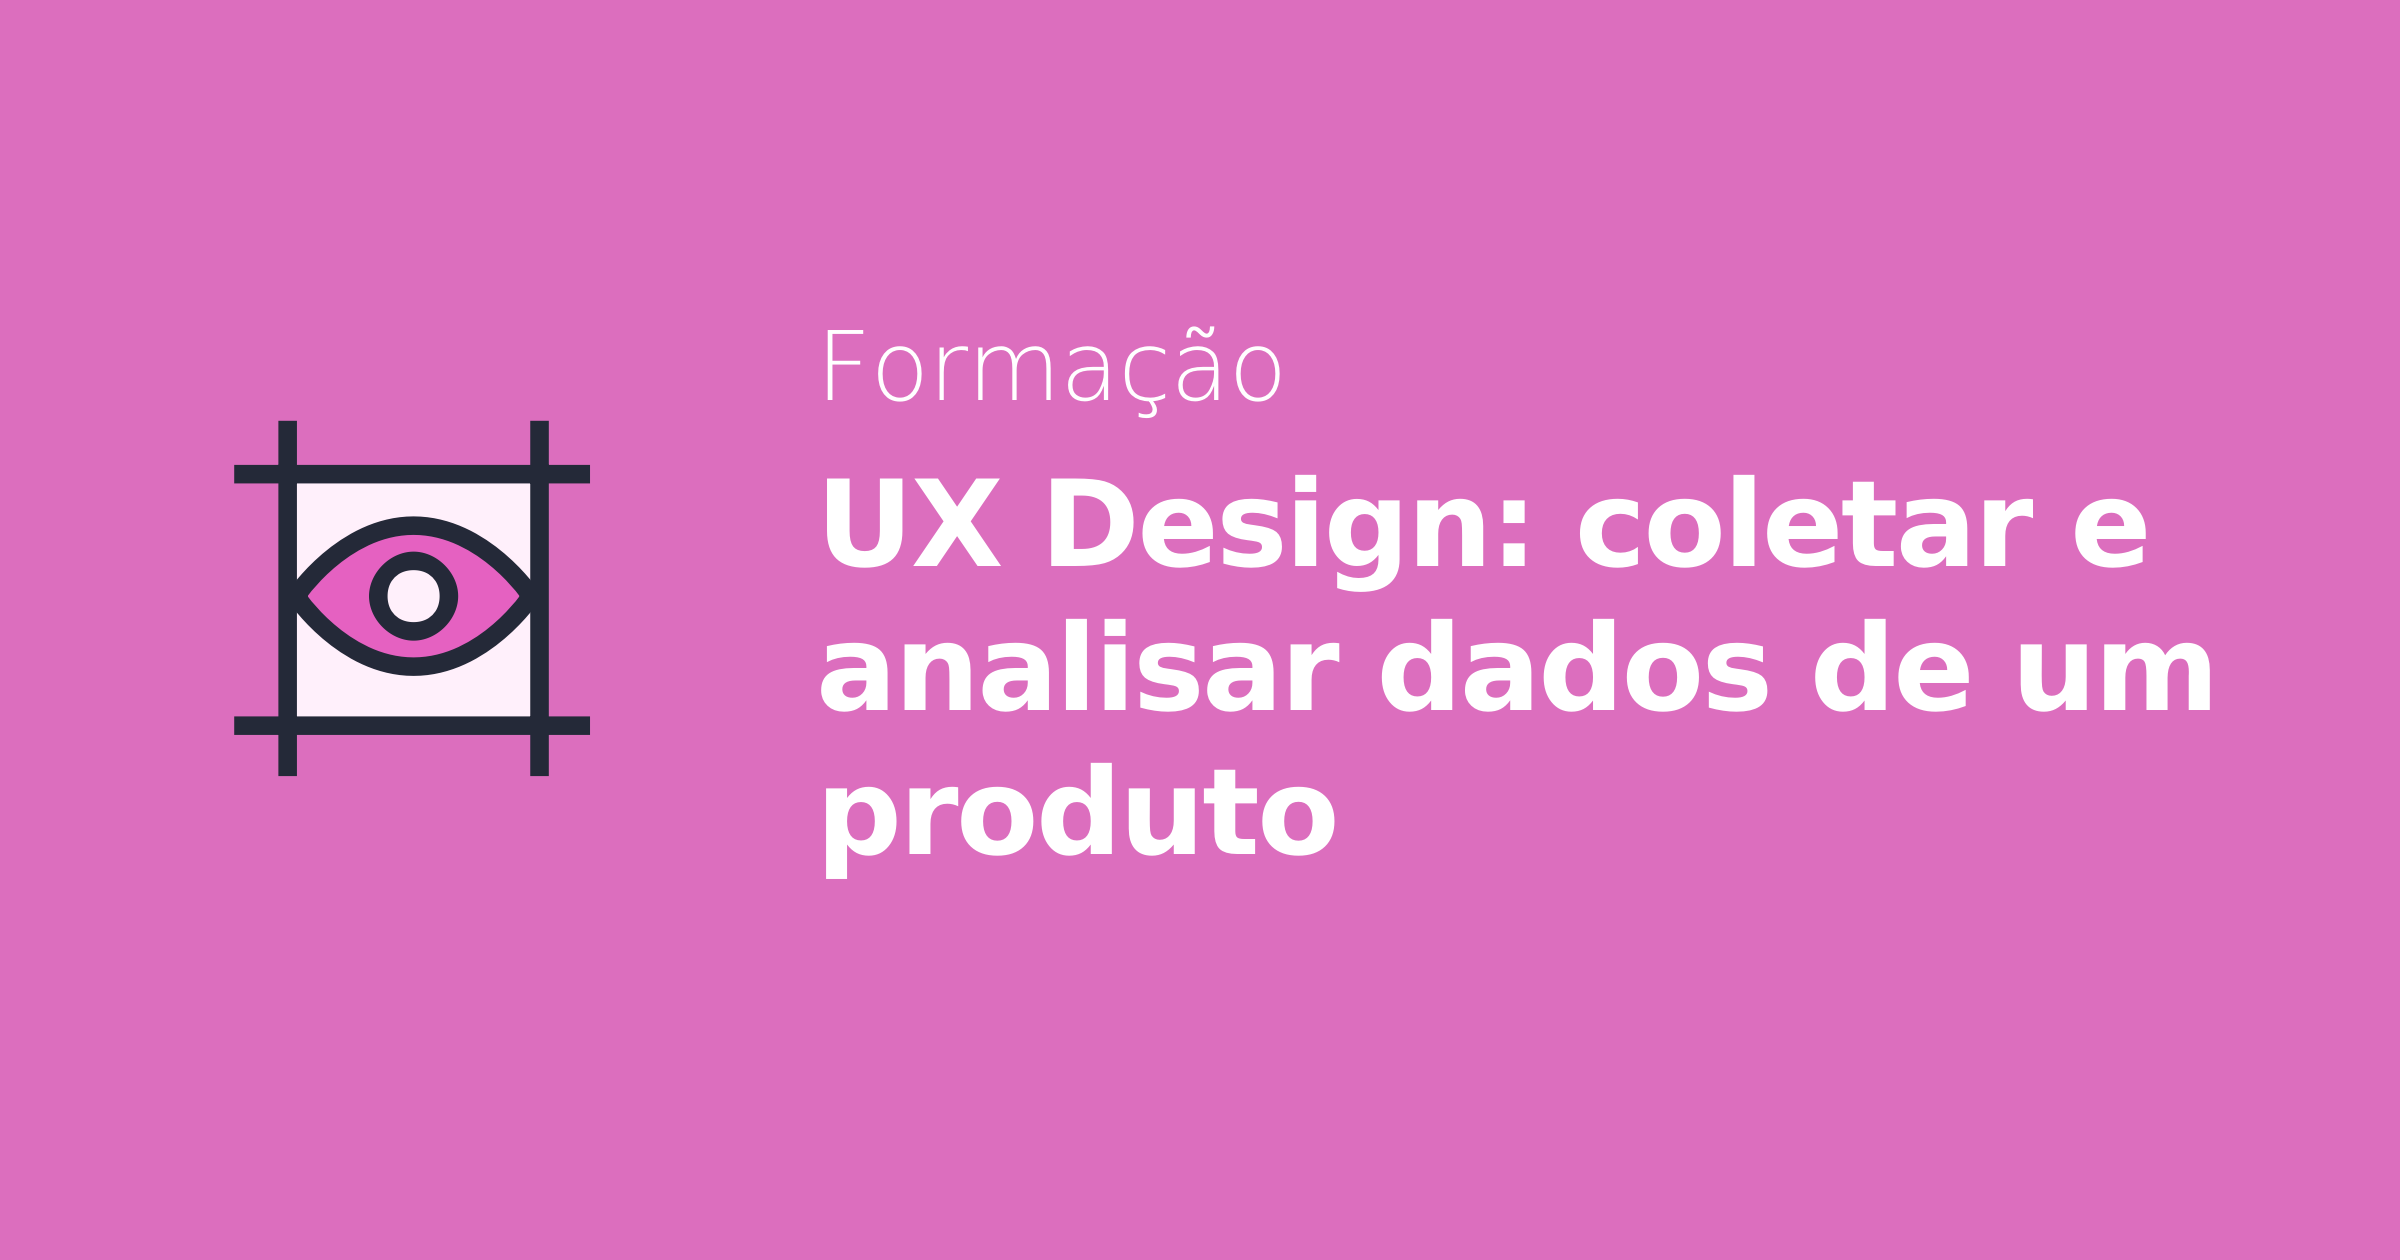 Formação
UX Design: coletar e
analisar dados de um
produto